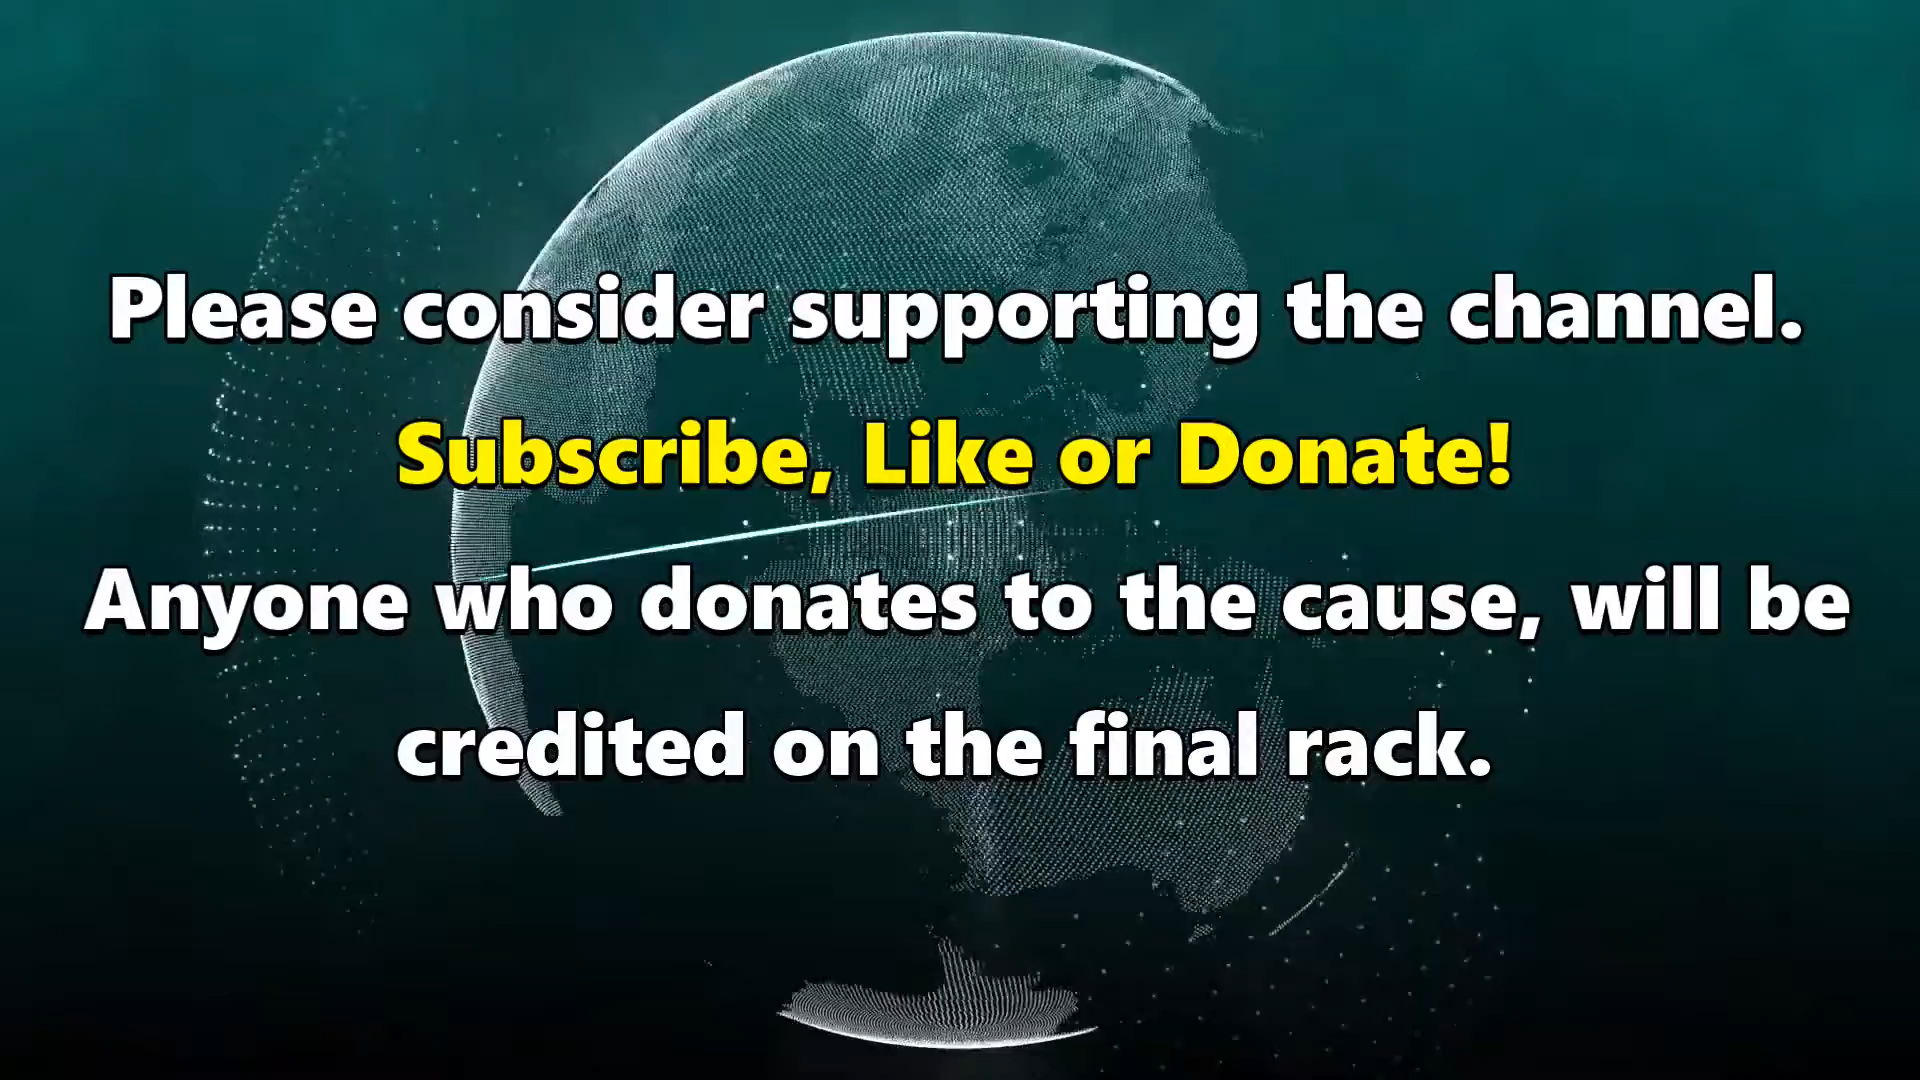 Please consider supporting the channel.
Subscribe, Like or Donate!
Anyone who donates to the cause, will be
credited on the final rack.